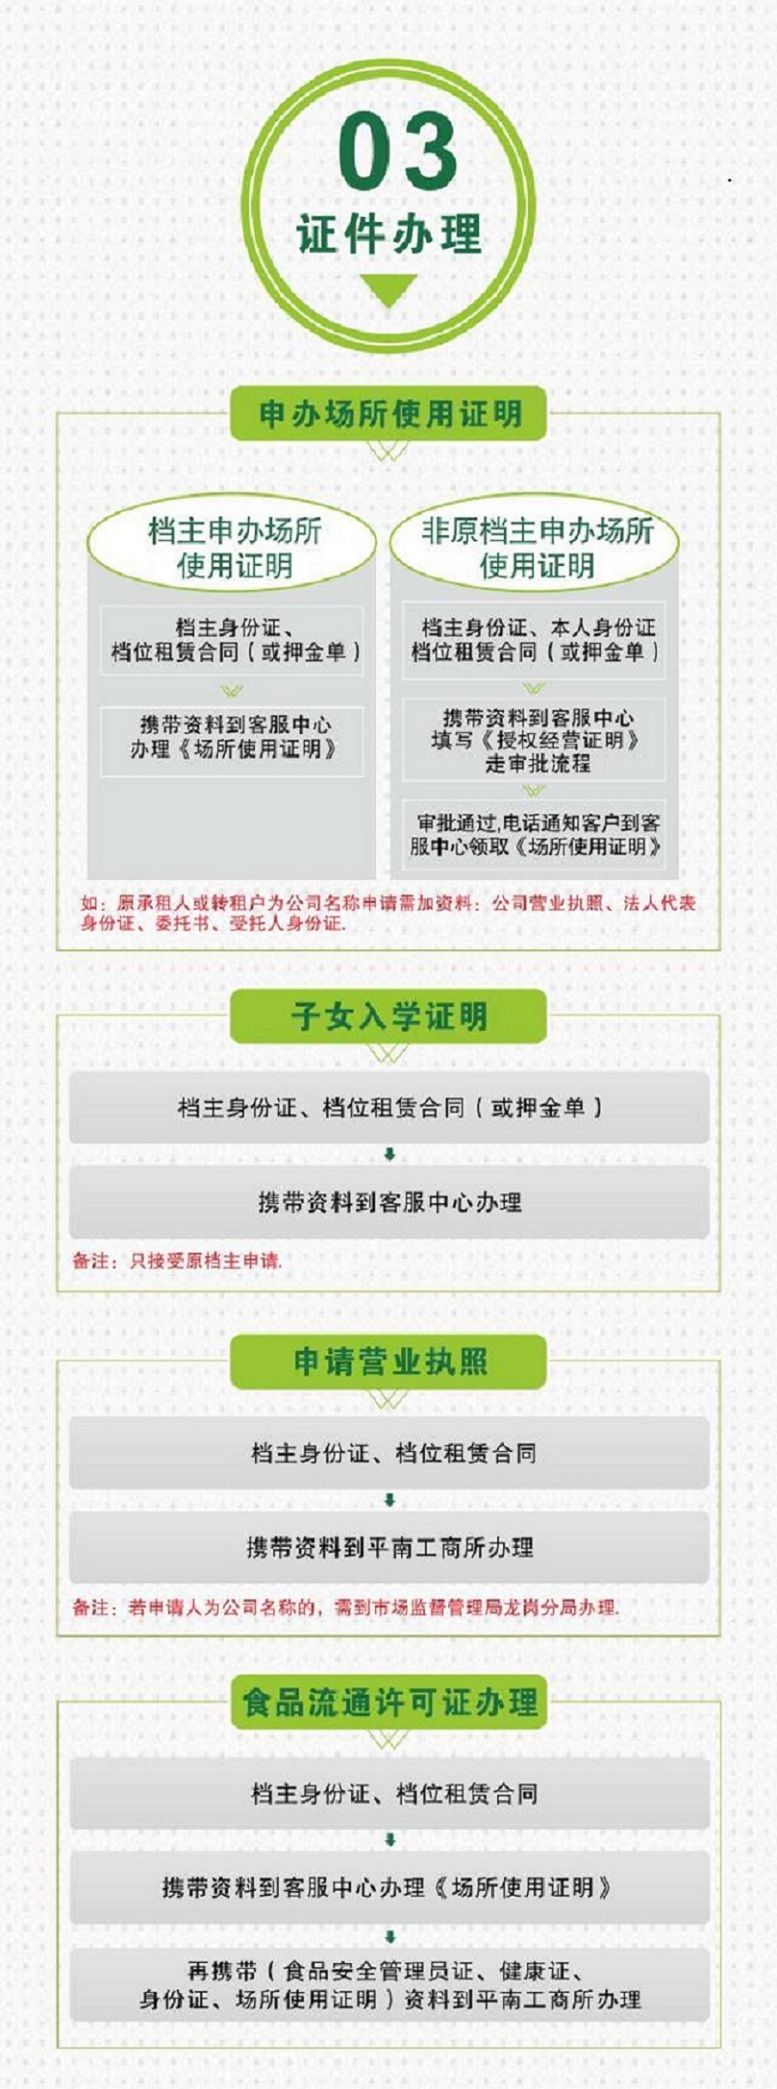 03
证件办理
申办场所使用证明
档主申办场所
使用证明
档主身份证、
档位租赁合同(或押金单)
携带资料到客服中心
办理《场所使用证明》
非原档主申办场所
使用证明
档主身份证、本人身份证
档位租赁合同(或押金单)
携带资料到客服中心
填写《授权经营证明》
走审批流程
审批通过,电话通知客户到客
服中心领取《场所使用证明》
如：原承租人或转租户为公司名称申请需加资料：公司营业执照、法人代表
身份证、委托书、受托人身份证.
子女入学证明
档主身份证、档位租赁合同(或押金单)
携带资料到客服中心办理
备注：只接受原档主申请.
申请营业执照
档主身份证、档位租赁合同
携带资料到平南工商所办理
备注：若申请人为公司名称的，需到市场监督管理局龙岗分局办理.
食品流通许可证办理
档主身份证、档位租赁合同
携带资料到客服中心办理《场所使用证明》
再携带(食品安全管理员证、健康证、
身份证、场所使用证明)资料到平南工商所办理